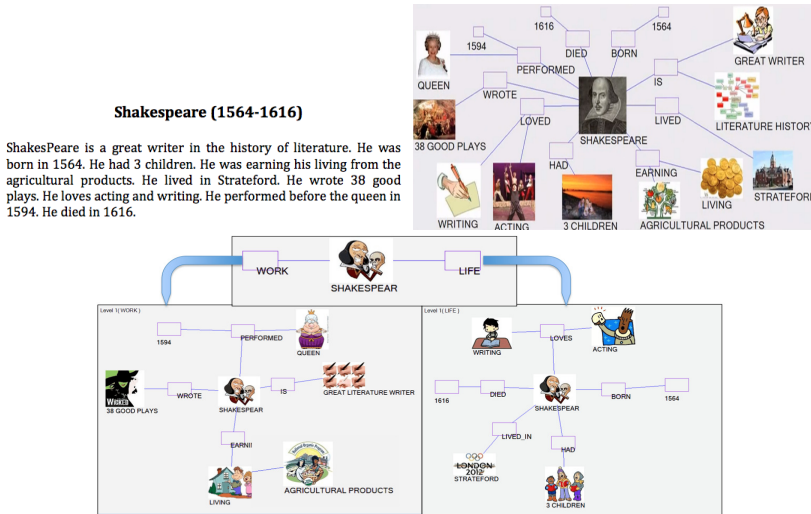 Shakespeare (1564-1616)
ShakesPeare is a great writer in the history of literature. He was
born in 1564. He had 3 children. He was earning his living from the
agricultural products. He lived in Strateford. He wrote 38 good
plays. He loves acting and writing. He performed before the queen in
1594. He died in 1616.
1616
1564
1594
DIED
BORN
GREAT WRITER
PERFORMED
QUEEN
IS
WROTE
LOVED
LIVED
LITERATURE HISTORY
38 GOOD PLAYS
SHAKESPEARE
HAD
EARNING
WRITING
ACTING
3 CHILDREN
AGRICULTURAL PRODUCTS
LIVING
STRATEFORD
WORK
LIFE
SHAKESPEAR
Level 1( WORK )
1594
PERFORMED
QUEEN
WICKED
38 GOOD PLAYS
WROTE
SHAKESPEAR
IS
GREAT LITERATURE WRITER
EARNI
LIVING
AGRICULTURAL PRODUCTS
Level 1( LIFE )
WRITING
LOVES
ACTING
1616
DIED
SHAKESPEAR
BORN
1564
LIVED_IN
HAD
LONDON
2012
STRATEFORD
3 CHILDREN